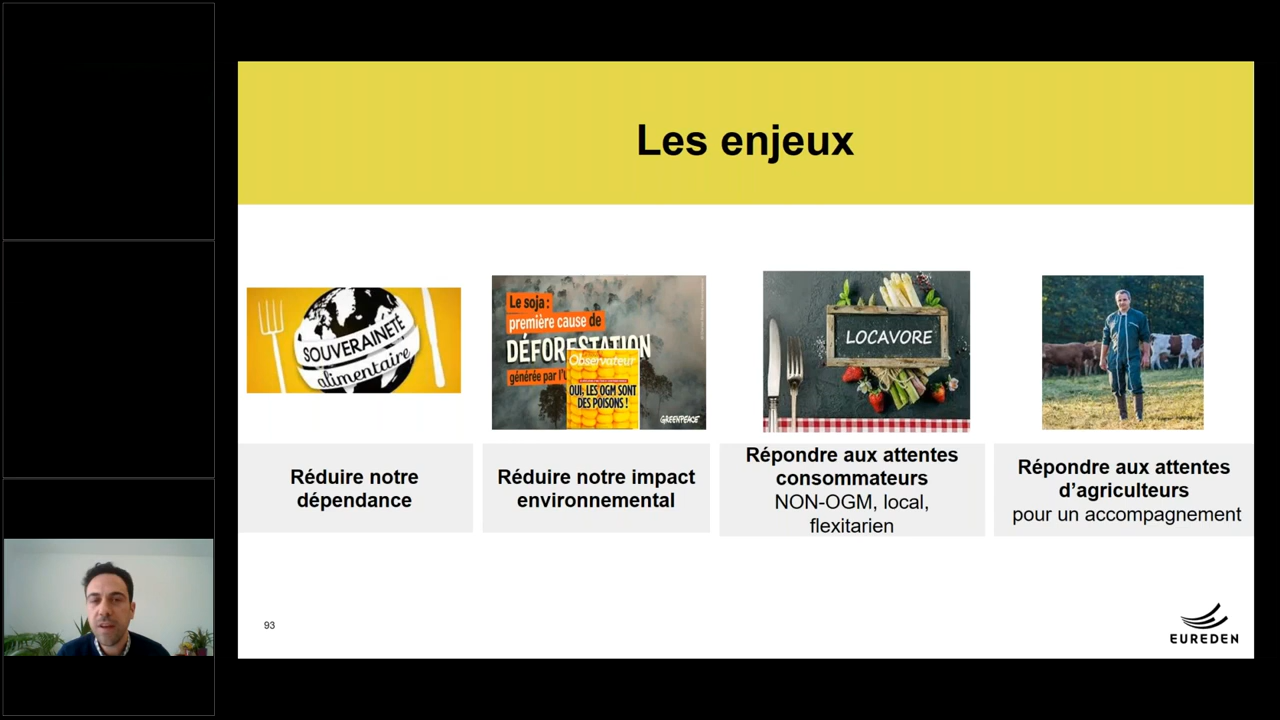 Les enjeux
SOUVERAINETÉ
alimentaire
Le soja :
première cause de
DÉFORESTATION
générée par l'
Observateur
OUI, LES OGM SONT
DES POISONS !
GREENPEACE
LOCAVORE
Réduire notre
dépendance
Réduire notre impact
environnemental
Répondre aux attentes
consommateurs
NON-OGM, local,
flexitarien
Répondre aux attentes
d'agriculteurs
pour un accompagnement
93
EUREDEN